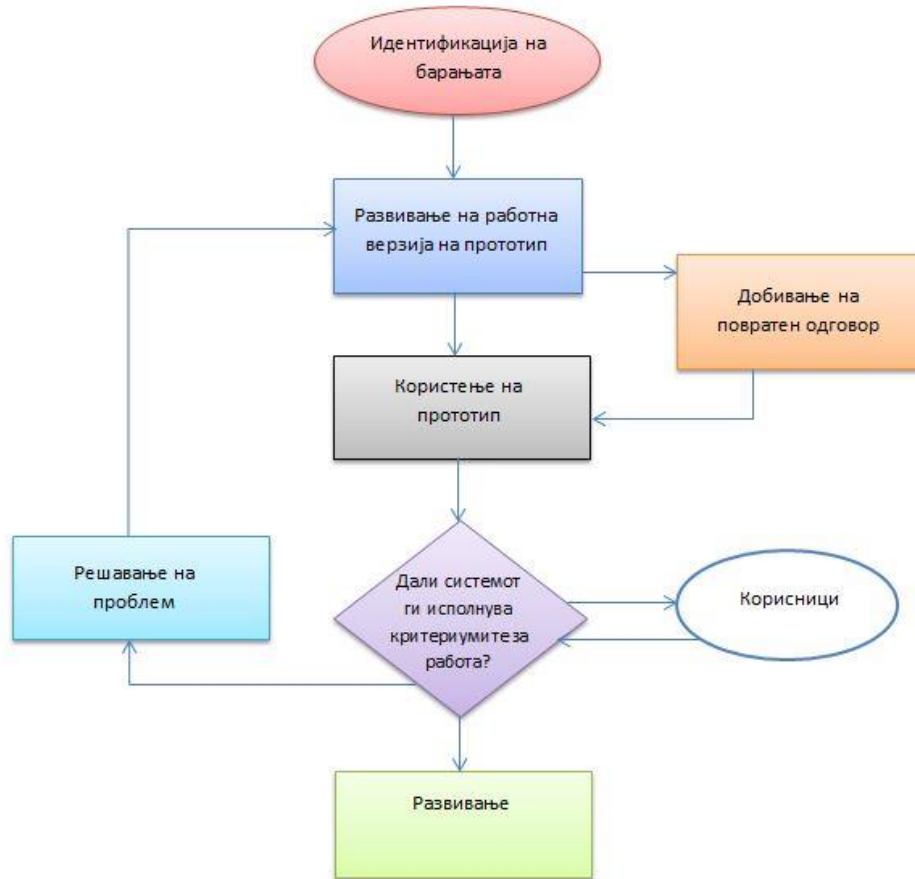 Идентификација на
барањата
Развивање на работна
верзија на прототип
Добивање на
повратен одговор
Користење на
прототип
Решавање на
проблем
Дали системот
ги исполнува
критериумите за
работа?
Корисници
Развивање